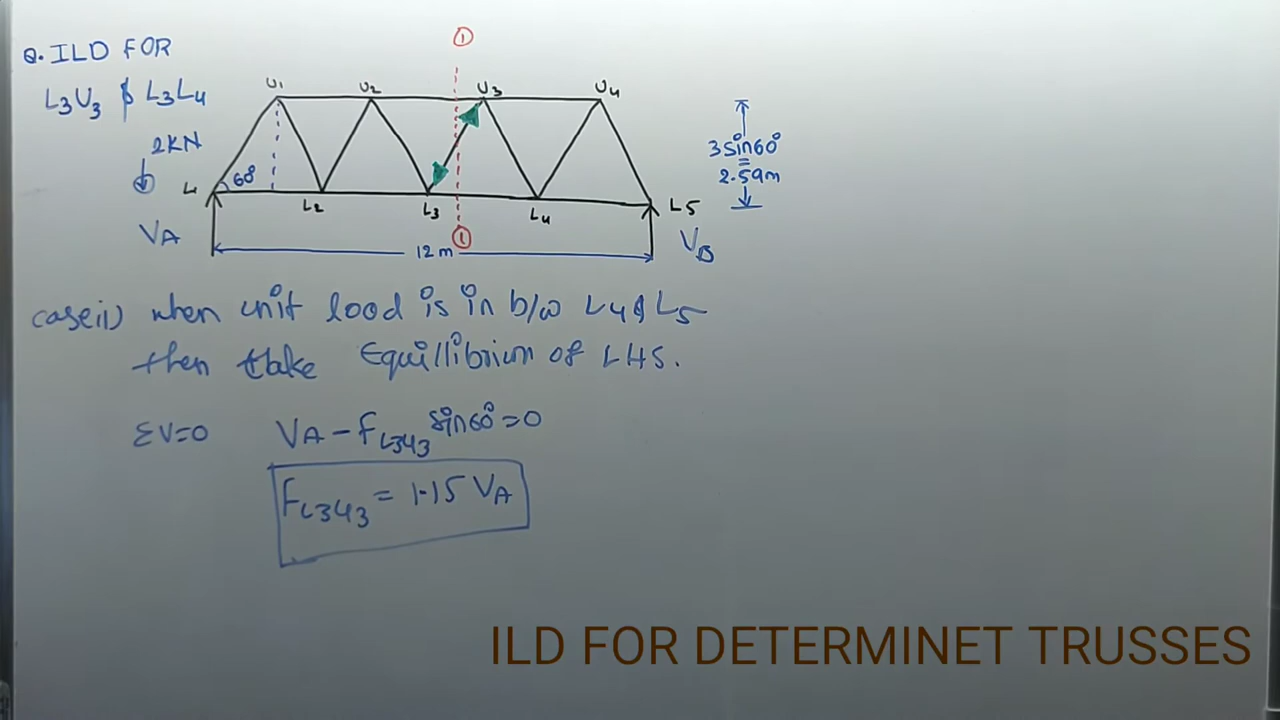 Q. ILD FOR
L3U3 & L3L4
2KN
VA
①
U1 U2 U3 U4
60°
L1 L2 L3 L4 L5
①
12m
VB
3sin60°
=
2.59m
case(i) when unit load is in b/w L4 & L5
then take Equillibrium of LHS.
ΣV=0 VA - FL3U3 sin60°=0
FL3U3 = 1.15 VA
ILD FOR DETERMINET TRUSSES